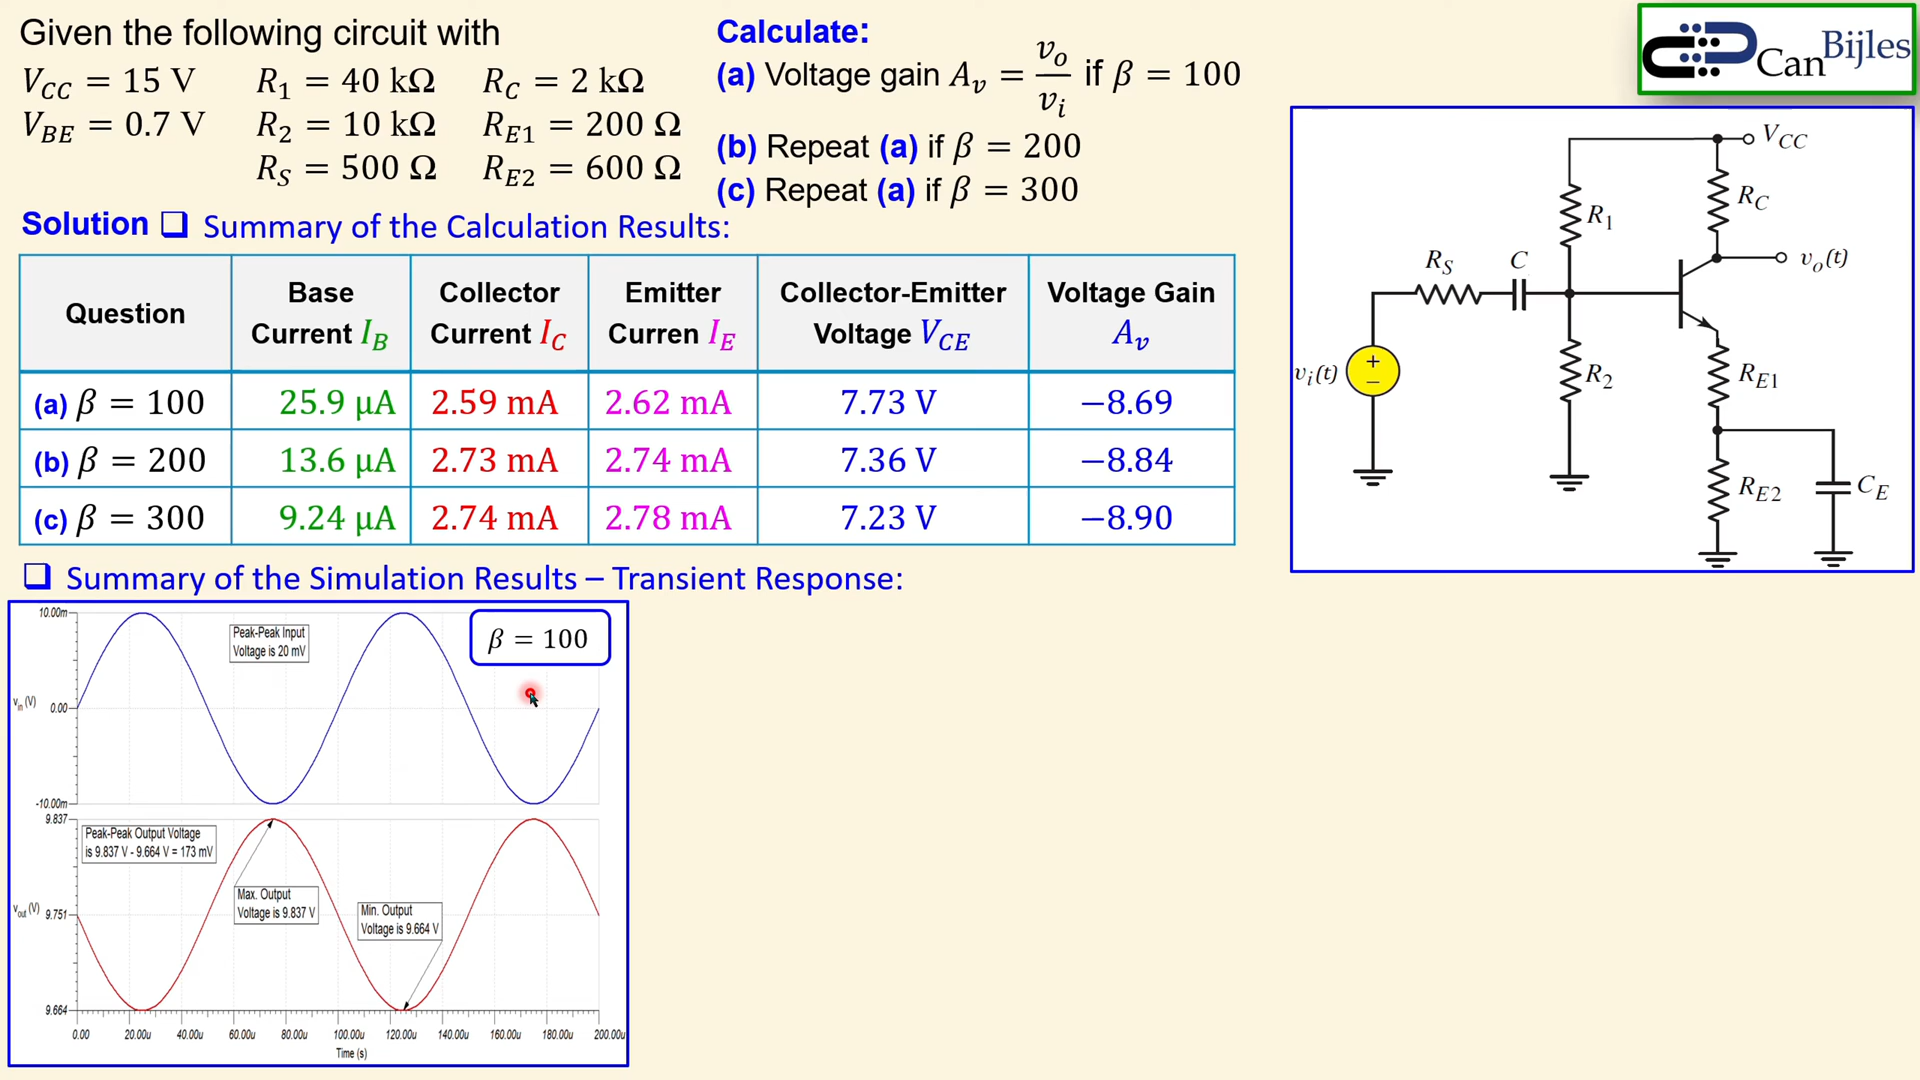 Given the following circuit with
V_CC = 15 V R_1 = 40 kΩ R_C = 2 kΩ
V_BE = 0.7 V R_2 = 10 kΩ R_E1 = 200 Ω
R_S = 500 Ω R_E2 = 600 Ω
Calculate:
(a) Voltage gain A_v = v_o / v_i if β = 100
(b) Repeat (a) if β = 200
(c) Repeat (a) if β = 300
CanBijles
Solution ❑ Summary of the Calculation Results:
Question Base Current I_B Collector Current I_C Emitter Curren I_E Collector-Emitter Voltage V_CE Voltage Gain A_v
(a) β = 100 25.9 μA 2.59 mA 2.62 mA 7.73 V −8.69
(b) β = 200 13.6 μA 2.73 mA 2.74 mA 7.36 V −8.84
(c) β = 300 9.24 μA 2.74 mA 2.78 mA 7.23 V −8.90
V_CC
R_C
R_1
v_o(t)
R_S C
v_i(t)
+
−
R_2
R_E1
R_E2
C_E
❑ Summary of the Simulation Results – Transient Response:
β = 100
10.00m
Peak-Peak Input
Voltage is 20 mV
v_in (V)
0.00
-10.00m
9.837
Peak-Peak Output Voltage
is 9.837 V - 9.664 V = 173 mV
Max. Output
Voltage is 9.837 V
Min. Output
Voltage is 9.664 V
v_out (V)
9.751
9.664
0.00 20.00u 40.00u 60.00u 80.00u 100.00u 120.00u 140.00u 160.00u 180.00u 200.00u
Time (s)